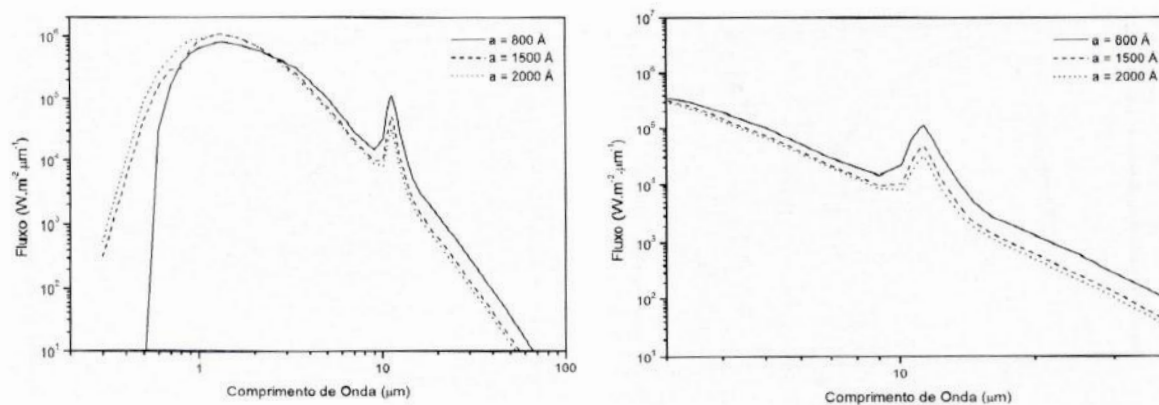 Fluxo (W.m⁻².μm⁻¹)
10⁶
10⁵
10⁴
10³
10²
10¹
1
10
100
Comprimento de Onda (μm)
a = 800 Å
a = 1500 Å
a = 2000 Å
Fluxo (W.m⁻².μm⁻¹)
10⁷
10⁶
10⁵
10⁴
10³
10²
10¹
10
Comprimento de Onda (μm)
a = 600 Å
a = 1500 Å
a = 2000 Å